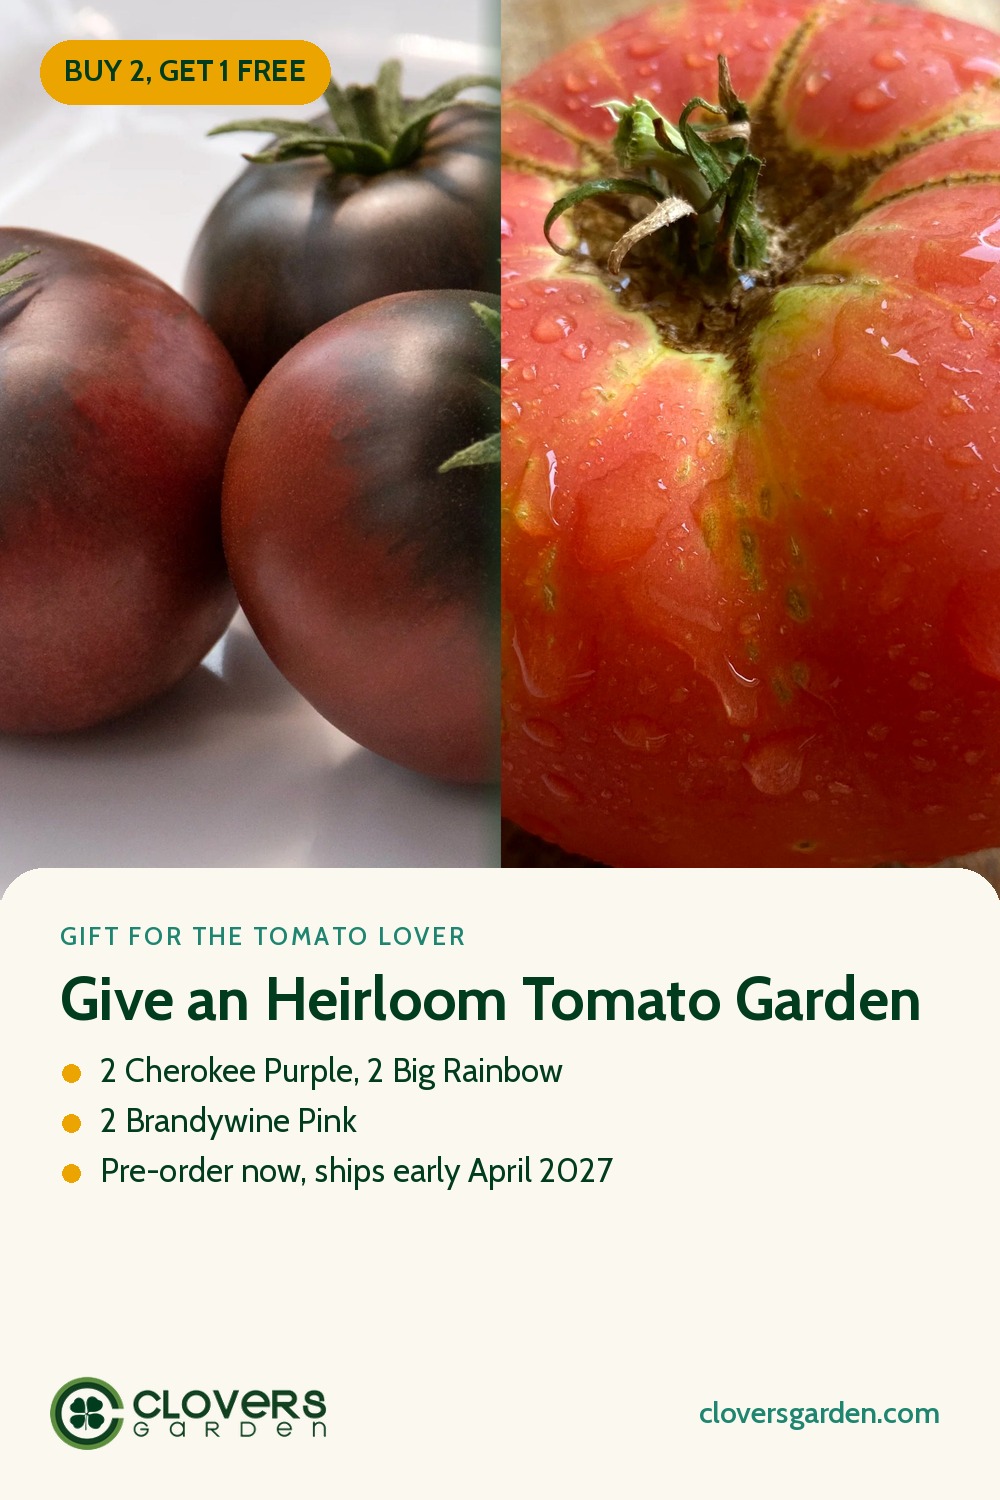 BUY 2, GET 1 FREE
GIFT FOR THE TOMATO LOVER
Give an Heirloom Tomato Garden
2 Cherokee Purple, 2 Big Rainbow
2 Brandywine Pink
Pre-order now, ships early April 2027
CLOVERS
GARDEN
cloversgarden.com